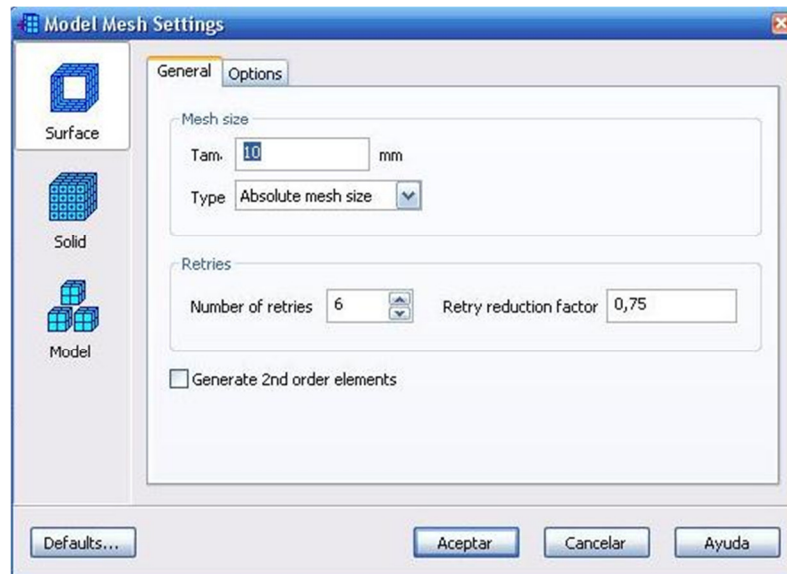 Model Mesh Settings
Surface
Solid
Model
General Options
Mesh size
Tam. 10 mm
Type Absolute mesh size
Retries
Number of retries 6 Retry reduction factor 0,75
Generate 2nd order elements
Defaults... Aceptar Cancelar Ayuda